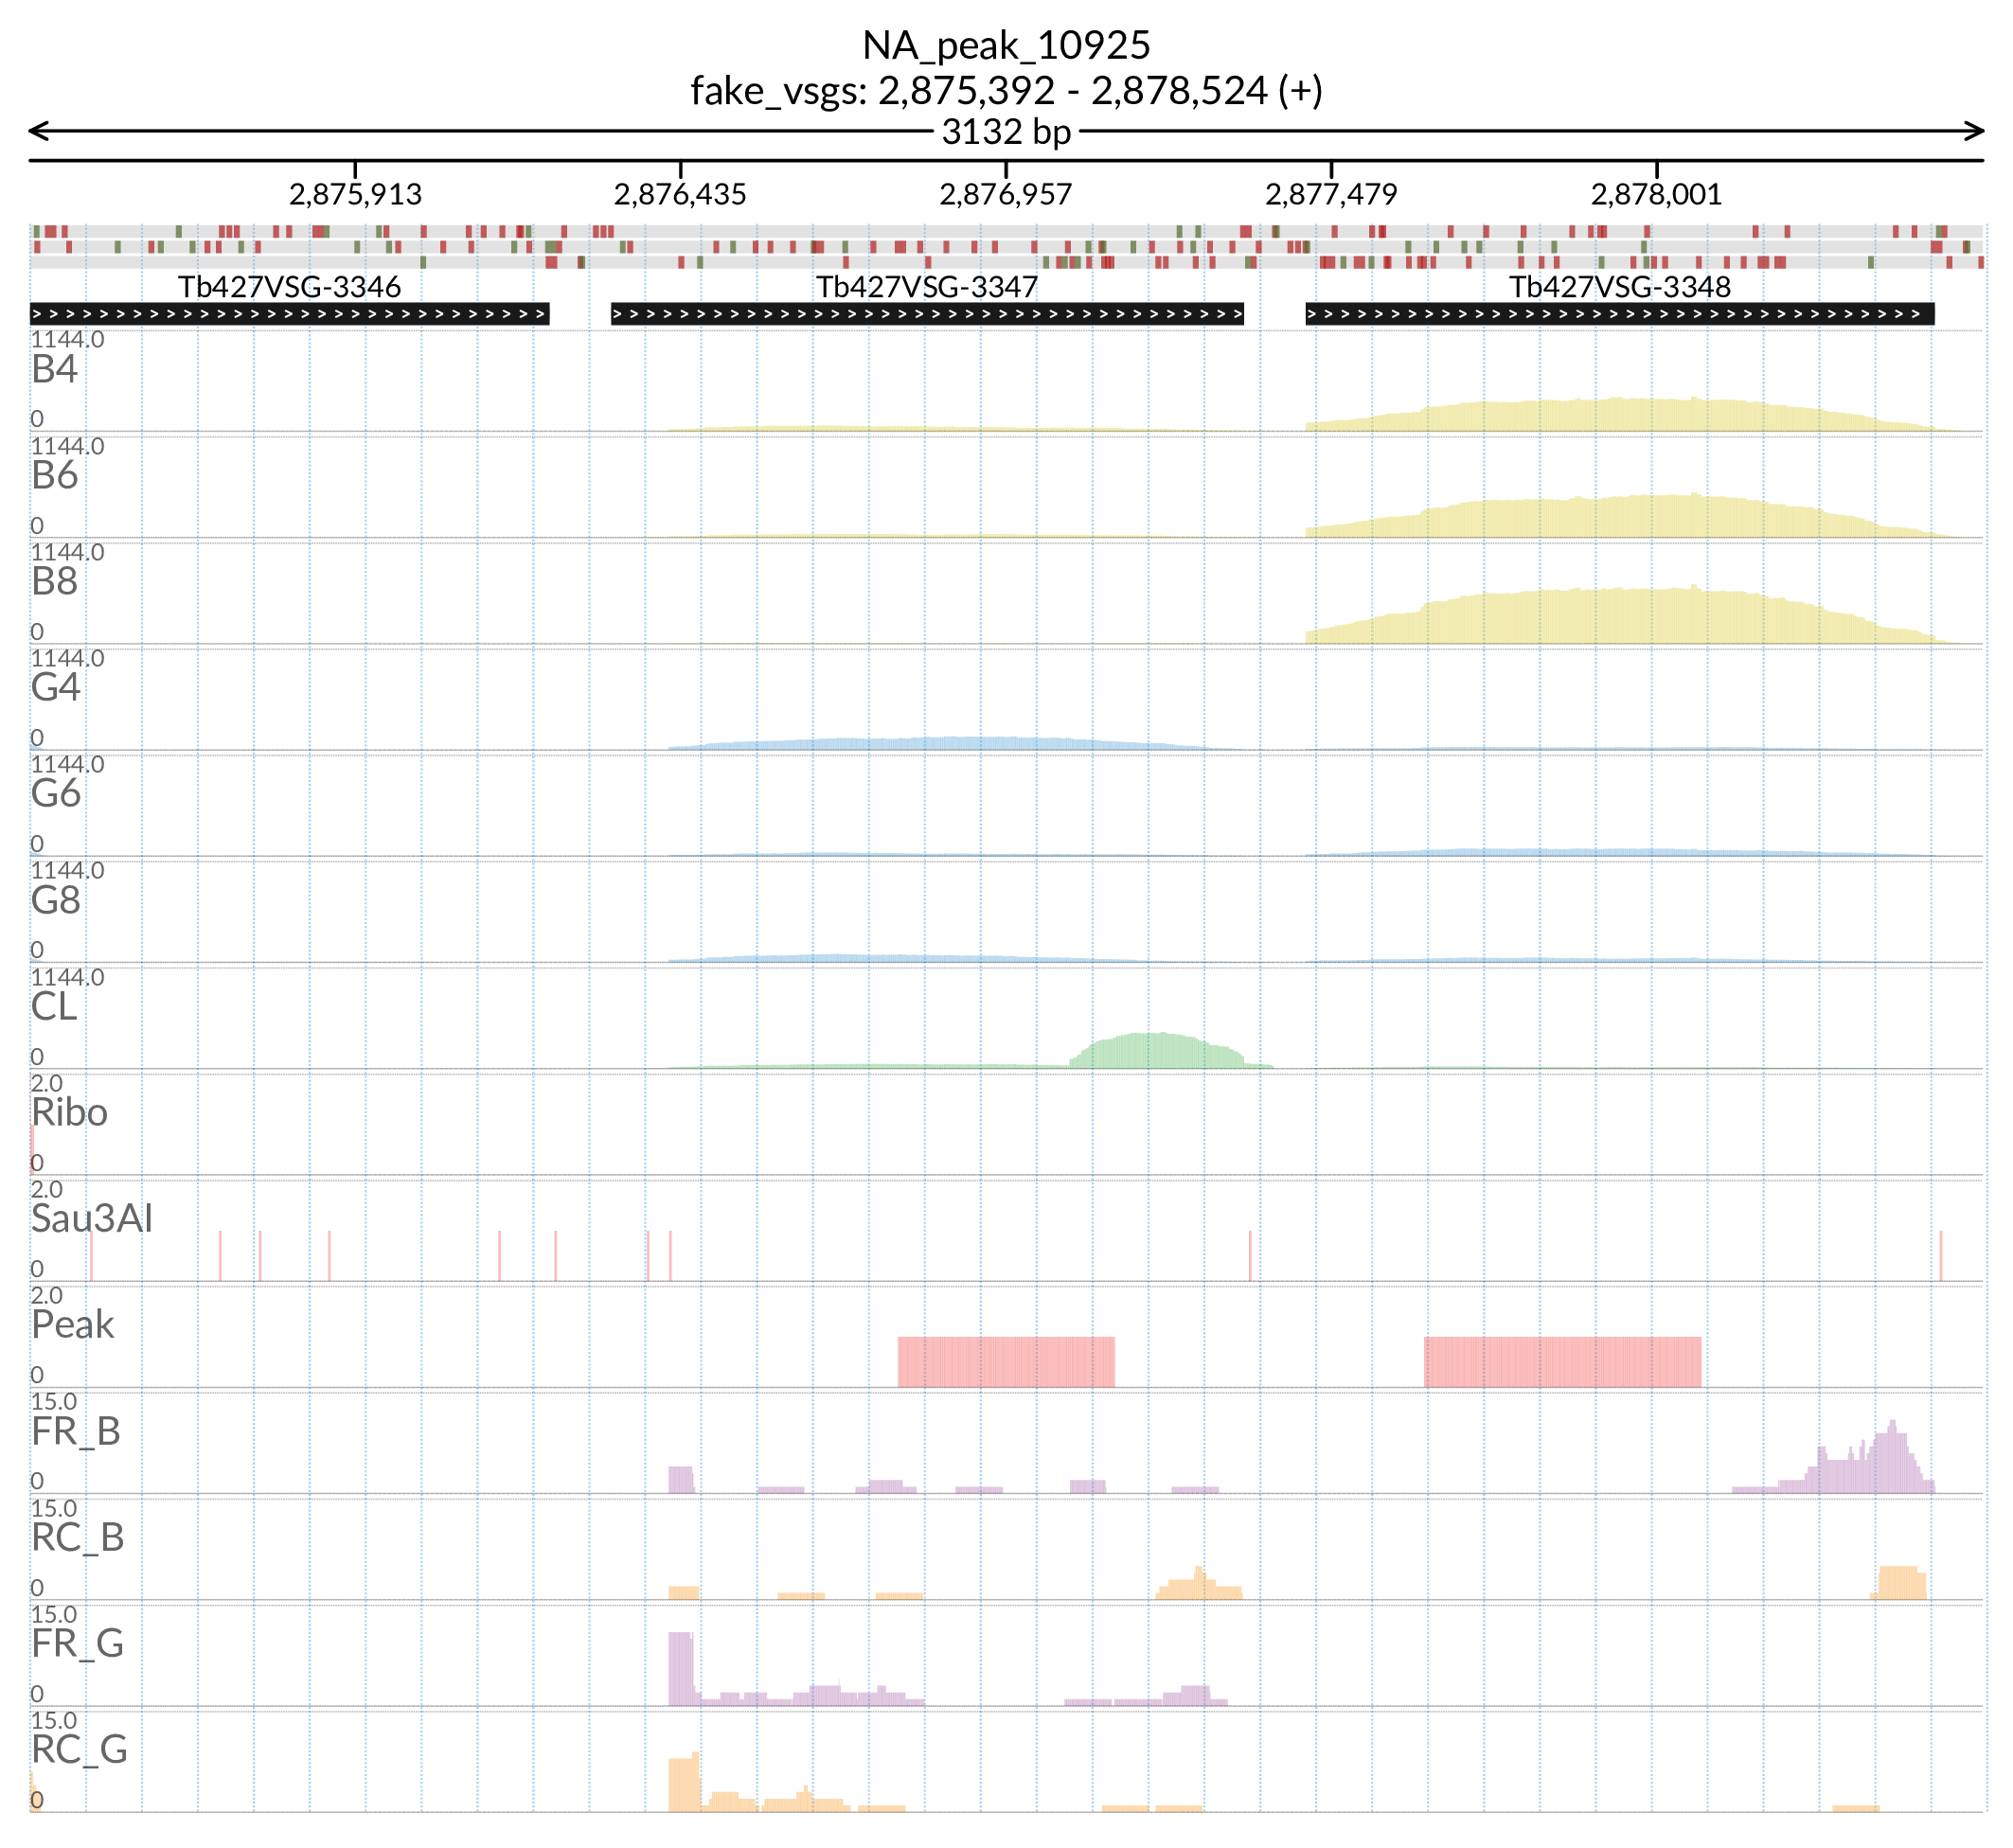 NA_peak_10925
fake_vsgs: 2,875,392 - 2,878,524 (+)
3132 bp
2,875,913 2,876,435 2,876,957 2,877,479 2,878,001
Tb427VSG-3346 Tb427VSG-3347 Tb427VSG-3348
1144.0
B4
0
1144.0
B6
0
1144.0
B8
0
1144.0
G4
0
1144.0
G6
0
1144.0
G8
0
1144.0
CL
0
2.0
Ribo
0
2.0
Sau3AI
0
2.0
Peak
0
15.0
FR_B
0
15.0
RC_B
0
15.0
FR_G
0
15.0
RC_G
0